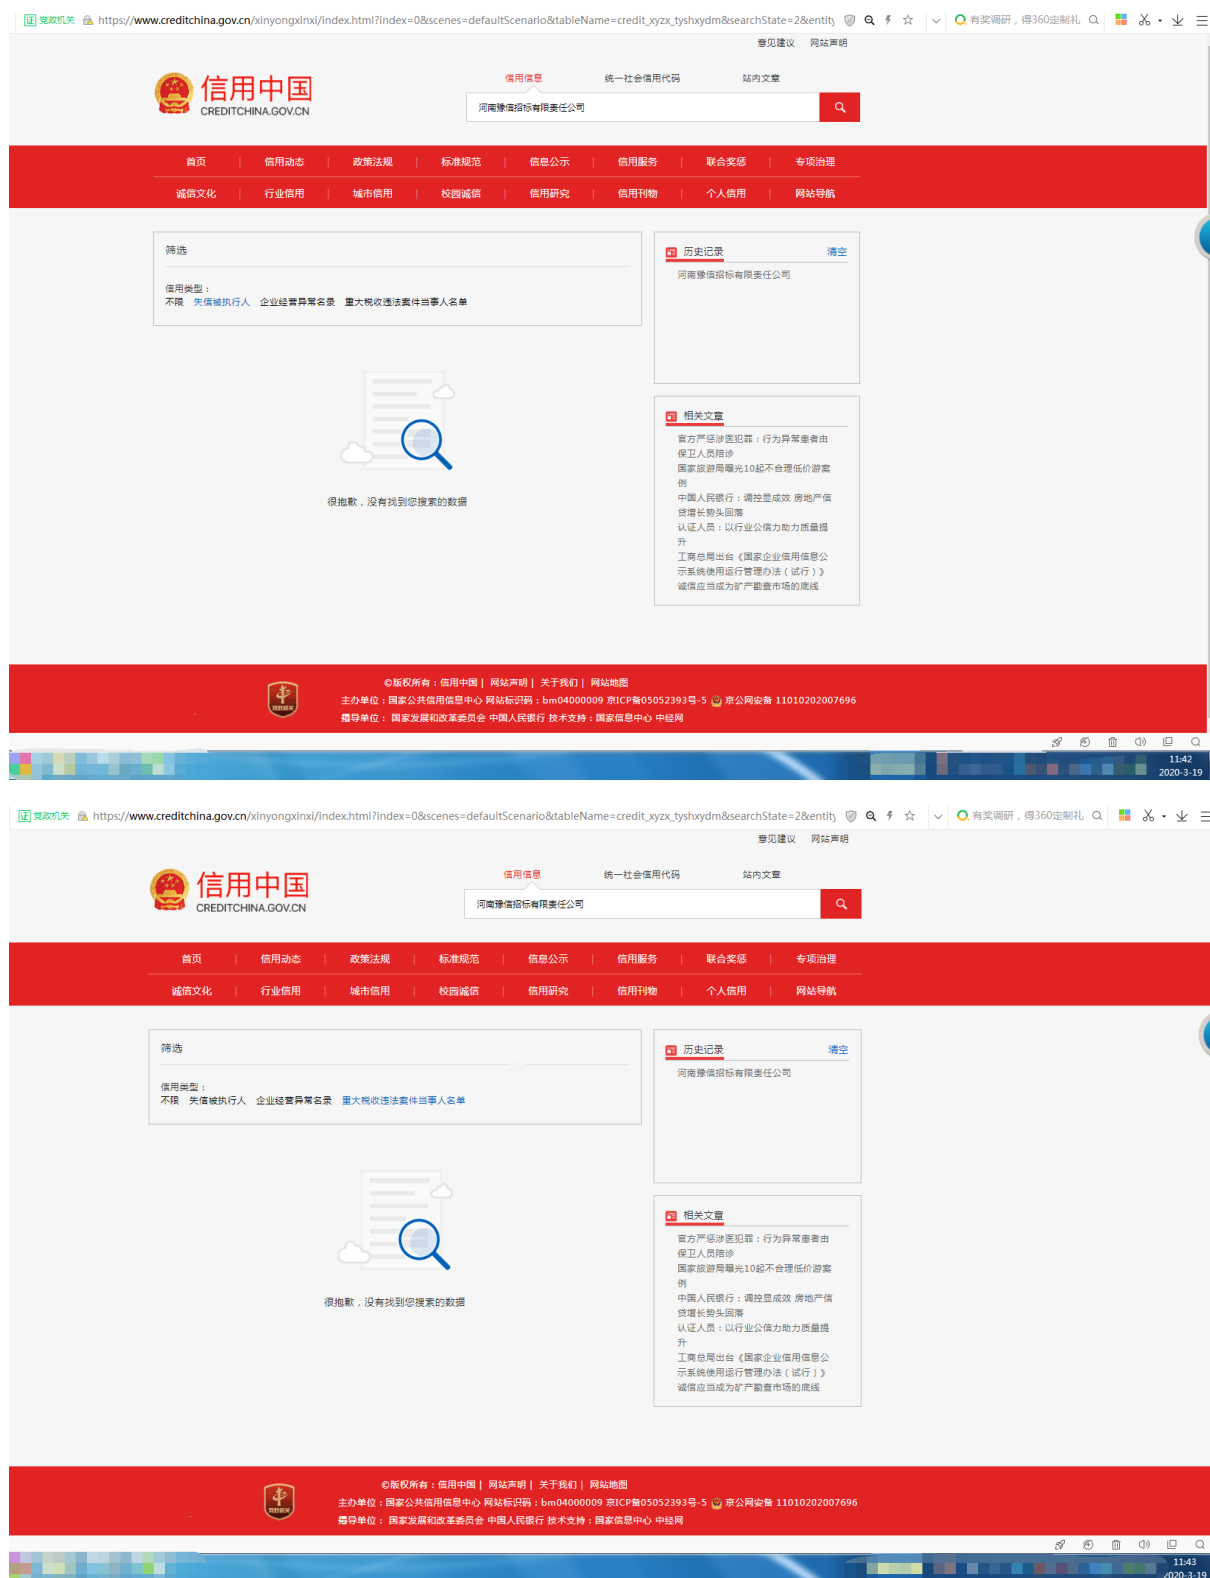 证 党政机关 https://www.creditchina.gov.cn/xinyongxinxi/index.html?index=0&scenes=defaultScenario&tableName=credit_xyzx_tyshxydm&searchState=2&entity 有奖调研，得360定制礼
意见建议 网站声明
信用信息 统一社会信用代码 站内文章
信用中国
CREDITCHINA.GOV.CN
河南豫信招标有限责任公司
首页 信用动态 政策法规 标准规范 信息公示 信用服务 联合奖惩 专项治理
诚信文化 行业信用 城市信用 校园诚信 信用研究 信用刊物 个人信用 网站导航
筛选
信用类型：
不限 失信被执行人 企业经营异常名录 重大税收违法案件当事人名单
很抱歉，没有找到您搜索的数据
历史记录 清空
河南豫信招标有限责任公司
相关文章
官方严惩涉医犯罪：行为异常患者由
保卫人员陪诊
国家旅游局曝光10起不合理低价游案
例
中国人民银行：调控显成效 房地产信
贷增长势头回落
认证人员：以行业公信力助力质量提
升
工商总局出台《国家企业信用信息公
示系统使用运行管理办法（试行）》
诚信应当成为矿产勘查市场的底线
党政机关
©版权所有：信用中国 | 网站声明 | 关于我们 | 网站地图
主办单位：国家公共信用信息中心 网站标识码：bm04000009 京ICP备05052393号-5 京公网安备 11010202007696
指导单位： 国家发展和改革委员会 中国人民银行 技术支持：国家信息中心 中经网
11:42
2020-3-19
证 党政机关 https://www.creditchina.gov.cn/xinyongxinxi/index.html?index=0&scenes=defaultScenario&tableName=credit_xyzx_tyshxydm&searchState=2&entity 有奖调研，得360定制礼
意见建议 网站声明
信用信息 统一社会信用代码 站内文章
信用中国
CREDITCHINA.GOV.CN
河南豫信招标有限责任公司
首页 信用动态 政策法规 标准规范 信息公示 信用服务 联合奖惩 专项治理
诚信文化 行业信用 城市信用 校园诚信 信用研究 信用刊物 个人信用 网站导航
筛选
信用类型：
不限 失信被执行人 企业经营异常名录 重大税收违法案件当事人名单
很抱歉，没有找到您搜索的数据
历史记录 清空
河南豫信招标有限责任公司
相关文章
官方严惩涉医犯罪：行为异常患者由
保卫人员陪诊
国家旅游局曝光10起不合理低价游案
例
中国人民银行：调控显成效 房地产信
贷增长势头回落
认证人员：以行业公信力助力质量提
升
工商总局出台《国家企业信用信息公
示系统使用运行管理办法（试行）》
诚信应当成为矿产勘查市场的底线
党政机关
©版权所有：信用中国 | 网站声明 | 关于我们 | 网站地图
主办单位：国家公共信用信息中心 网站标识码：bm04000009 京ICP备05052393号-5 京公网安备 11010202007696
指导单位： 国家发展和改革委员会 中国人民银行 技术支持：国家信息中心 中经网
11:43
2020-3-19